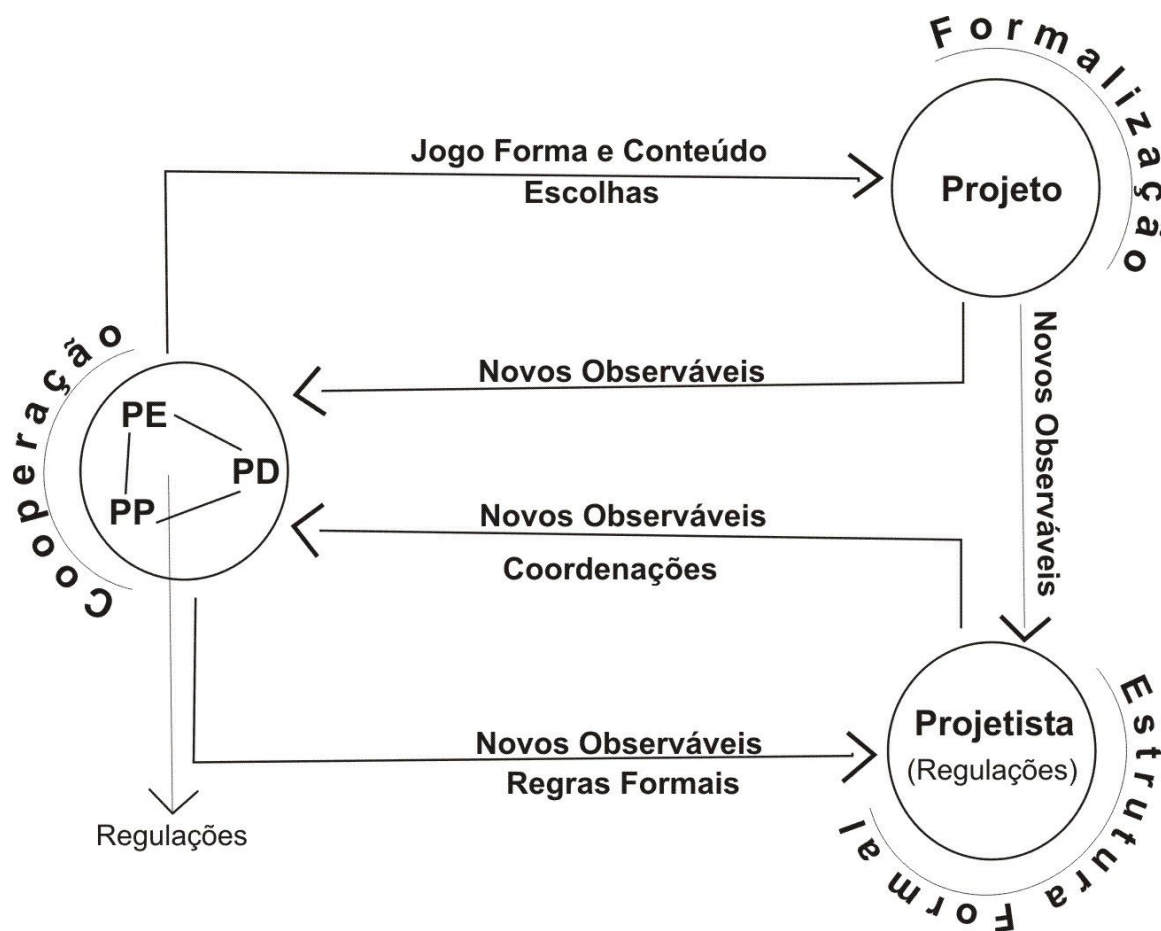 Formalização
Jogo Forma e Conteúdo
Escolhas
Projeto
Novos Observáveis
Novos Observáveis
Cooperação
PE
PD
PP
Novos Observáveis
Coordenações
Projetista
(Regulações)
Estrutura Formal
Novos Observáveis
Regras Formais
Regulações